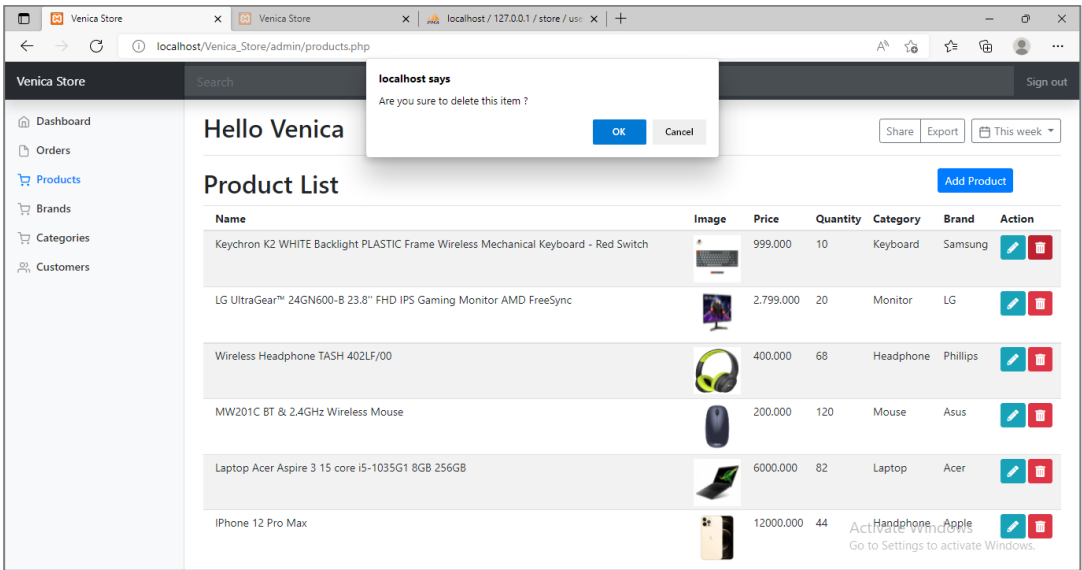 Venica Store
Venica Store
localhost / 127.0.0.1 / store / use
localhost/Venica_Store/admin/products.php
Venica Store
Search
Sign out
localhost says
Are you sure to delete this item ?
OK
Cancel
Dashboard
Orders
Products
Brands
Categories
Customers
Hello Venica
Share
Export
This week
Product List
Add Product
Name Image Price Quantity Category Brand Action
Keychron K2 WHITE Backlight PLASTIC Frame Wireless Mechanical Keyboard - Red Switch 999.000 10 Keyboard Samsung
LG UltraGear™ 24GN600-B 23.8'' FHD IPS Gaming Monitor AMD FreeSync 2.799.000 20 Monitor LG
Wireless Headphone TASH 402LF/00 400.000 68 Headphone Phillips
MW201C BT & 2.4GHz Wireless Mouse 200.000 120 Mouse Asus
Laptop Acer Aspire 3 15 core i5-1035G1 8GB 256GB 6000.000 82 Laptop Acer
IPhone 12 Pro Max 12000.000 44 Handphone Apple
Activate Windows
Go to Settings to activate Windows.